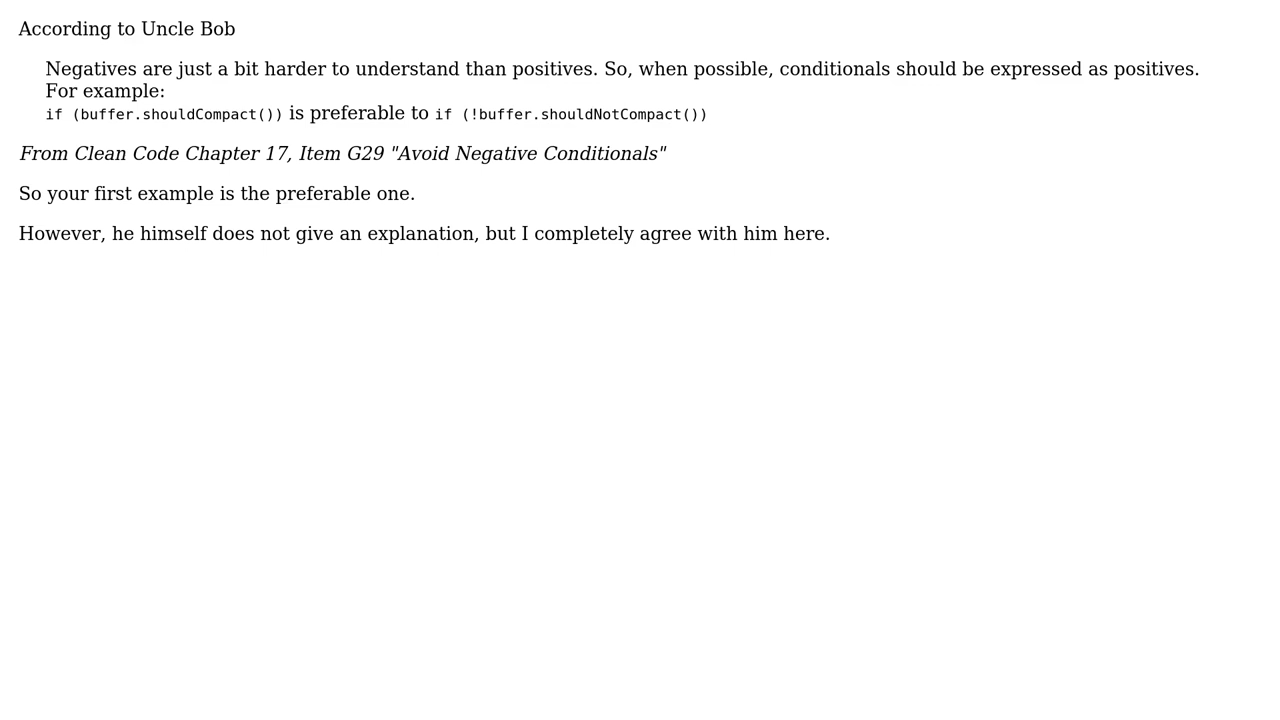 According to Uncle Bob
Negatives are just a bit harder to understand than positives. So, when possible, conditionals should be expressed as positives.
For example:
if (buffer.shouldCompact()) is preferable to if (!buffer.shouldNotCompact())
From Clean Code Chapter 17, Item G29 "Avoid Negative Conditionals"
So your first example is the preferable one.
However, he himself does not give an explanation, but I completely agree with him here.